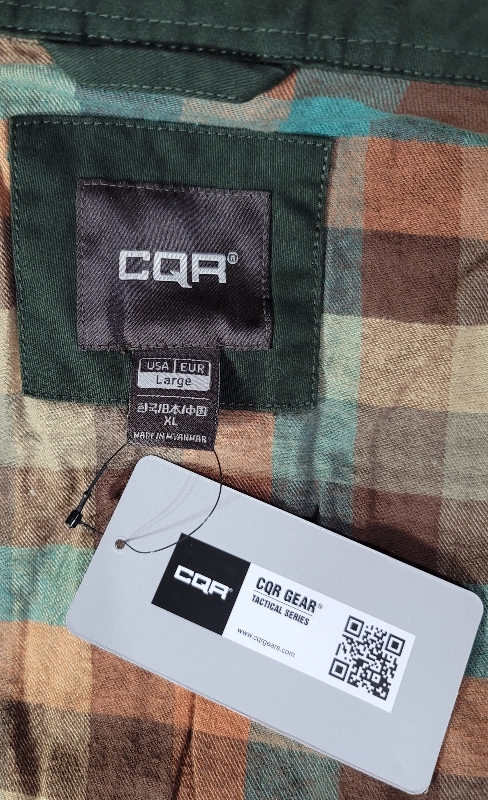 CQR®
USA EUR
Large
한국/日本/中国
XL
MADE IN MYANMAR
CQR®
CQR GEAR®
TACTICAL SERIES
www.cqrgears.com
10